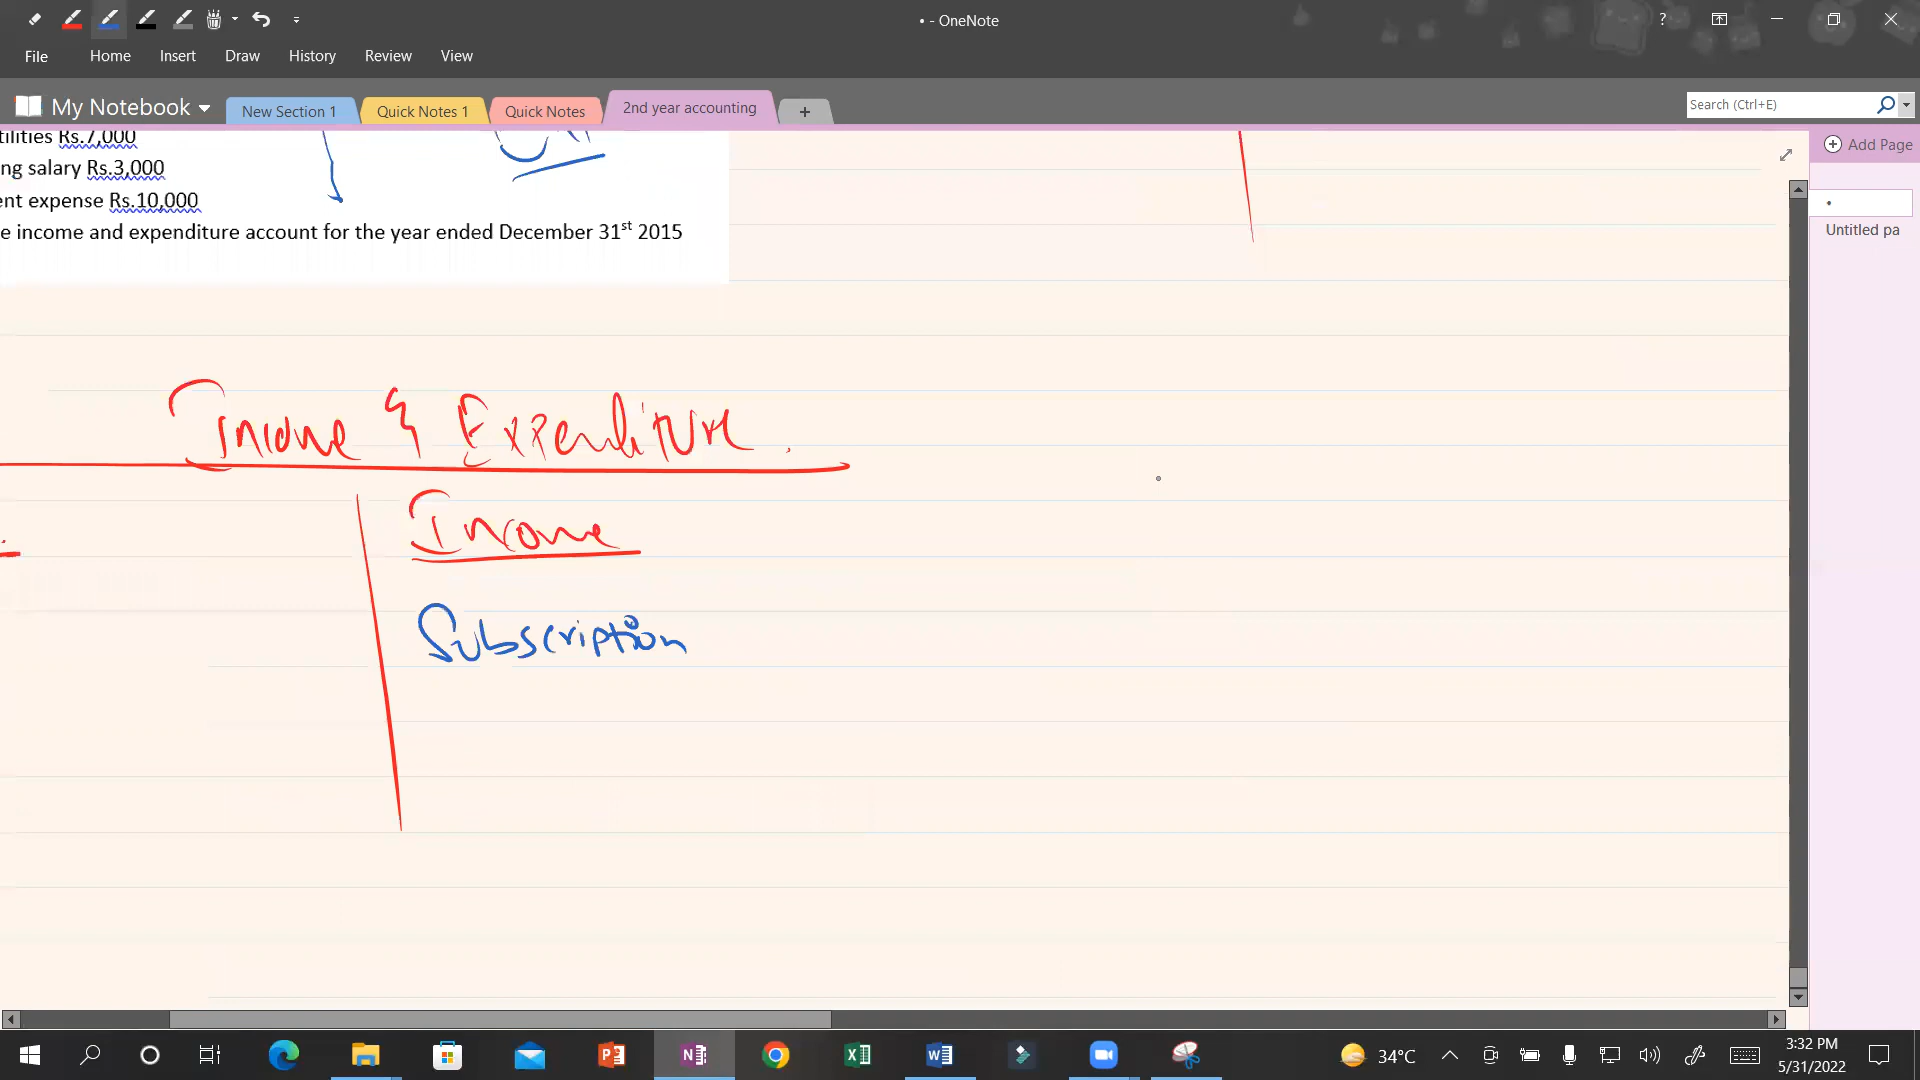 • - OneNote
?
File Home Insert Draw History Review View
My Notebook New Section 1 Quick Notes 1 Quick Notes 2nd year accounting +
Search (Ctrl+E)
Add Page
•
Untitled pa
tilities Rs.7,000
ng salary Rs.3,000
ent expense Rs.10,000
e income and expenditure account for the year ended December 31st 2015
Income & Expenditure
Income
Subscription
34°C
3:32 PM
5/31/2022